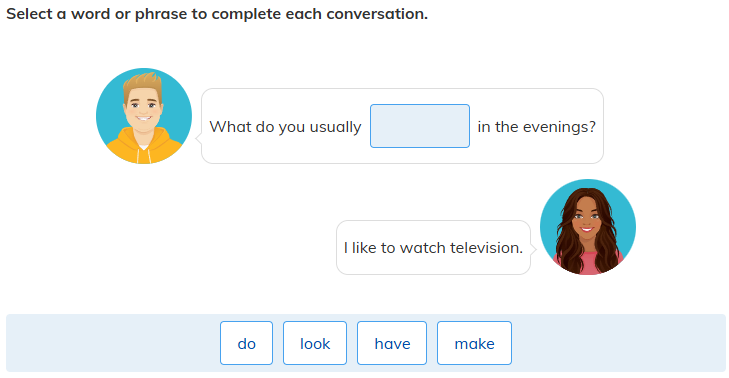 Select a word or phrase to complete each conversation.
What do you usually in the evenings?
I like to watch television.
do look have make